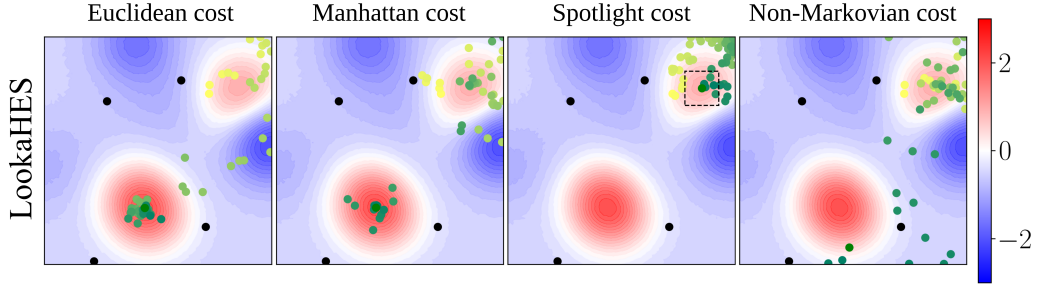 Euclidean cost
Manhattan cost
Spotlight cost
Non-Markovian cost
LookaHES
2
0
−2